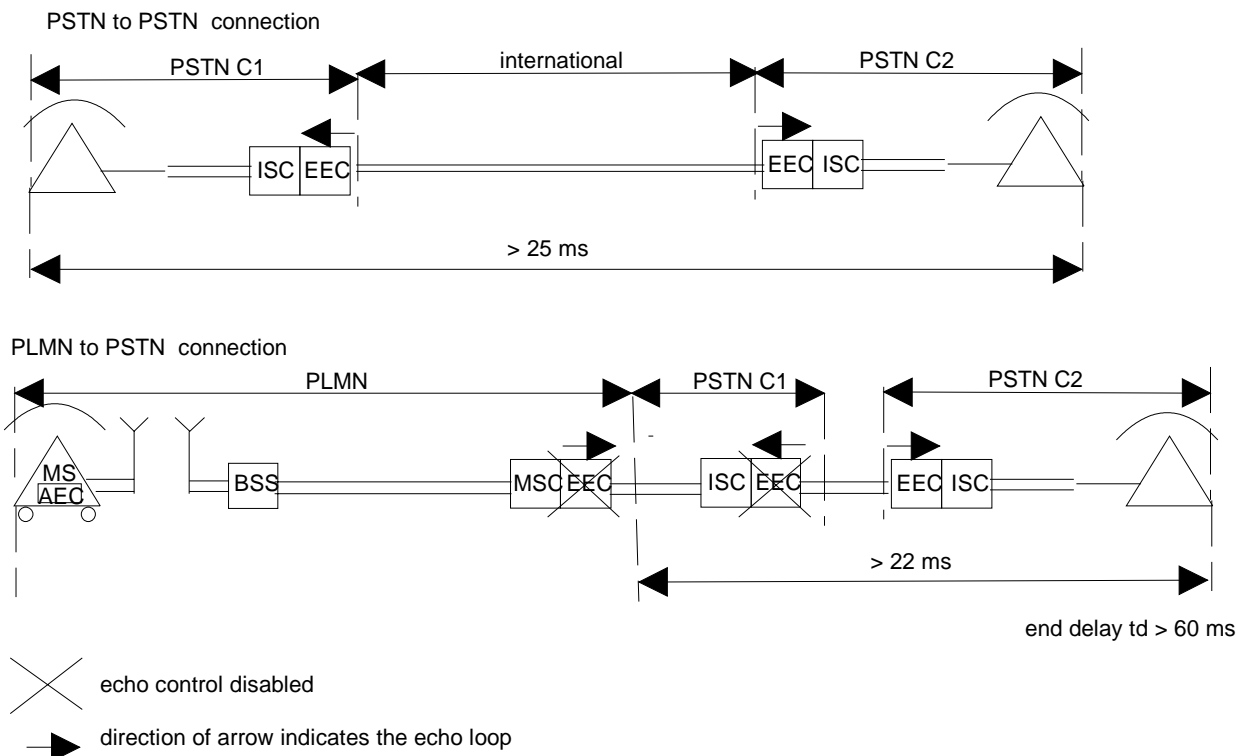 PSTN to PSTN connection
PSTN C1
international
PSTN C2
ISC EEC
EEC ISC
> 25 ms
PLMN to PSTN connection
PLMN
PSTN C1
PSTN C2
MS
AEC
BSS
MSC EEC
ISC EEC
EEC ISC
> 22 ms
end delay td > 60 ms
echo control disabled
direction of arrow indicates the echo loop